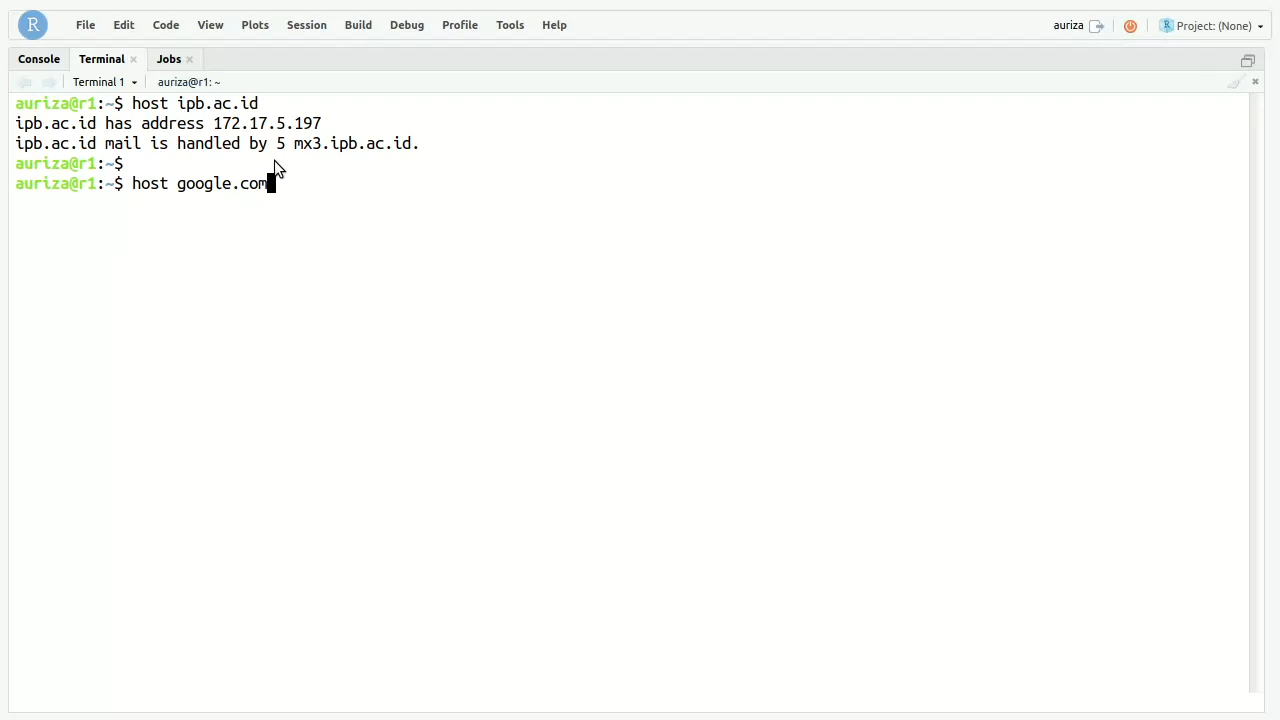 R File Edit Code View Plots Session Build Debug Profile Tools Help auriza R Project: (None)
Console Terminal Jobs
Terminal 1 auriza@r1: ~
auriza@r1:~$ host ipb.ac.id
ipb.ac.id has address 172.17.5.197
ipb.ac.id mail is handled by 5 mx3.ipb.ac.id.
auriza@r1:~$
auriza@r1:~$ host google.com